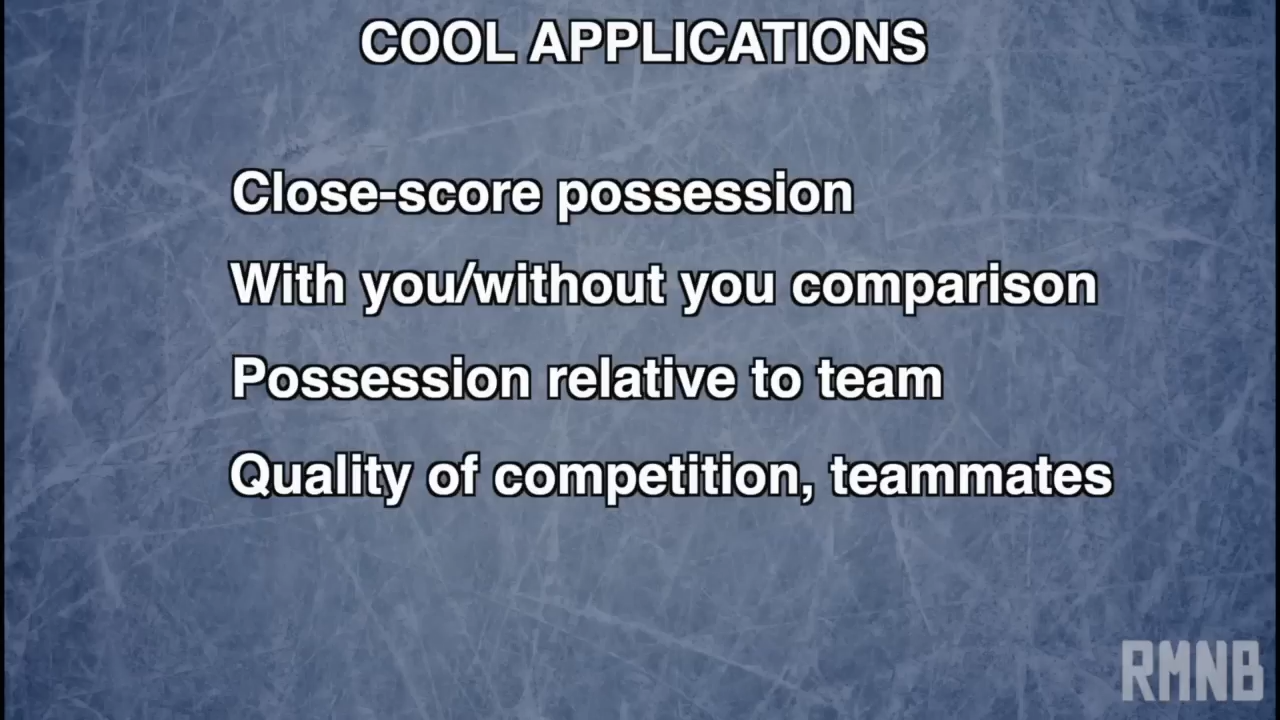 COOL APPLICATIONS
Close-score possession
With you/without you comparison
Possession relative to team
Quality of competition, teammates
RMNB